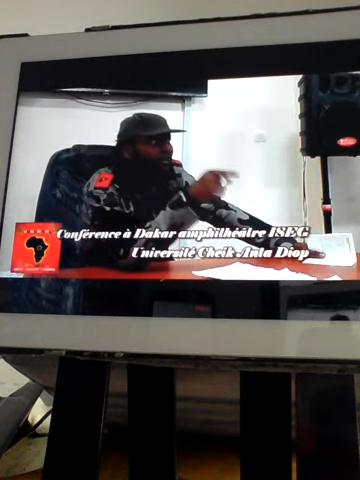 Conférence à Dakar amphithéâtre ISEG
Université Cheik Anta Diop